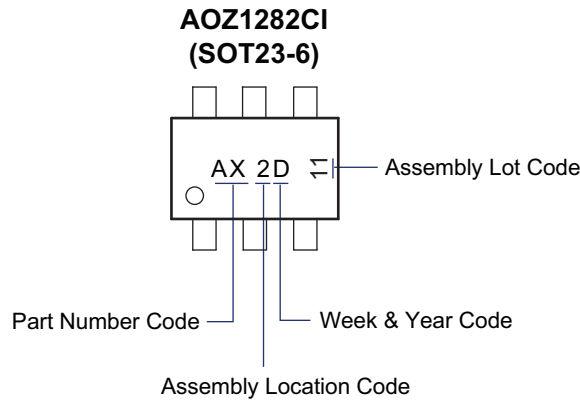 AOZ1282CI
(SOT23-6)
AX 2D 11
Assembly Lot Code
Part Number Code
Week & Year Code
Assembly Location Code